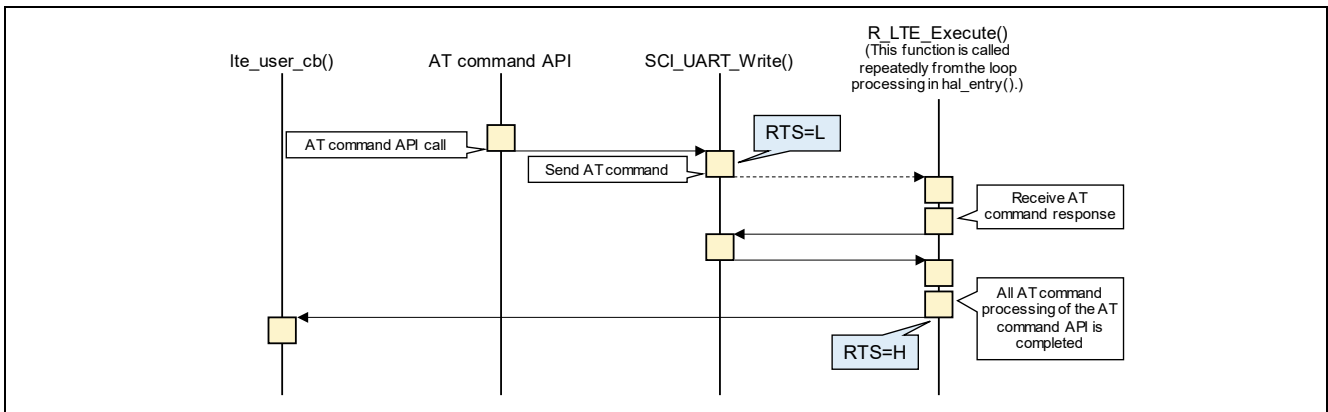 R_LTE_Execute()
(This function is called
repeatedly from the loop
processing in hal_entry().)
lte_user_cb()
AT command API
SCI_UART_Write()
RTS=L
AT command API call
Send AT command
Receive AT
command response
All AT command
processing of the AT
command API is
completed
RTS=H